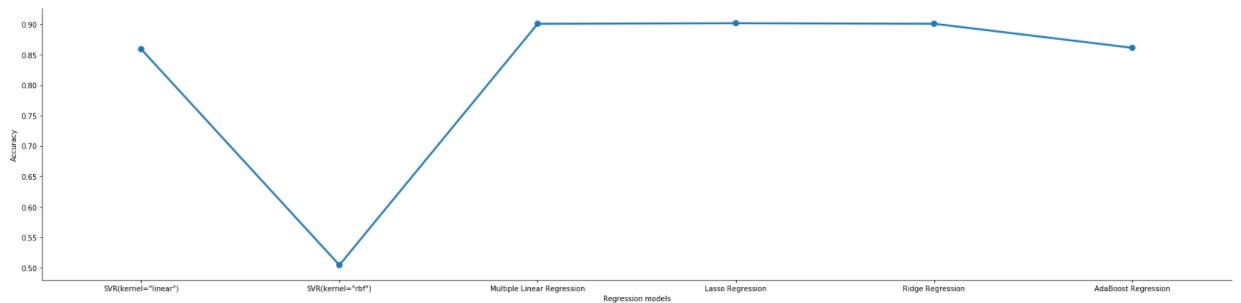 0.90
0.85
0.80
0.75
0.70
0.65
0.60
0.55
0.50
Accuracy
SVR(kernel="linear")
SVR(kernel="rbf")
Multiple Linear Regression
Lasso Regression
Ridge Regression
AdaBoost Regression
Regression models